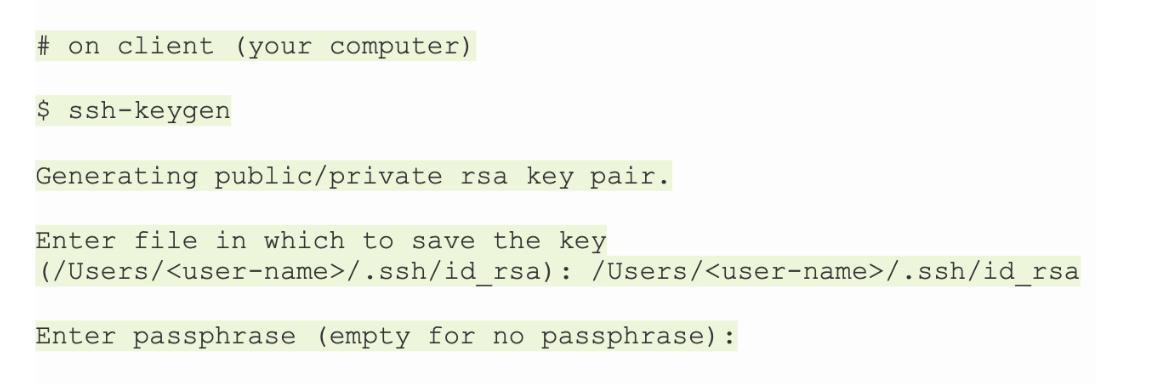 # on client (your computer)
$ ssh-keygen
Generating public/private rsa key pair.
Enter file in which to save the key
(/Users/<user-name>/.ssh/id_rsa): /Users/<user-name>/.ssh/id_rsa
Enter passphrase (empty for no passphrase):